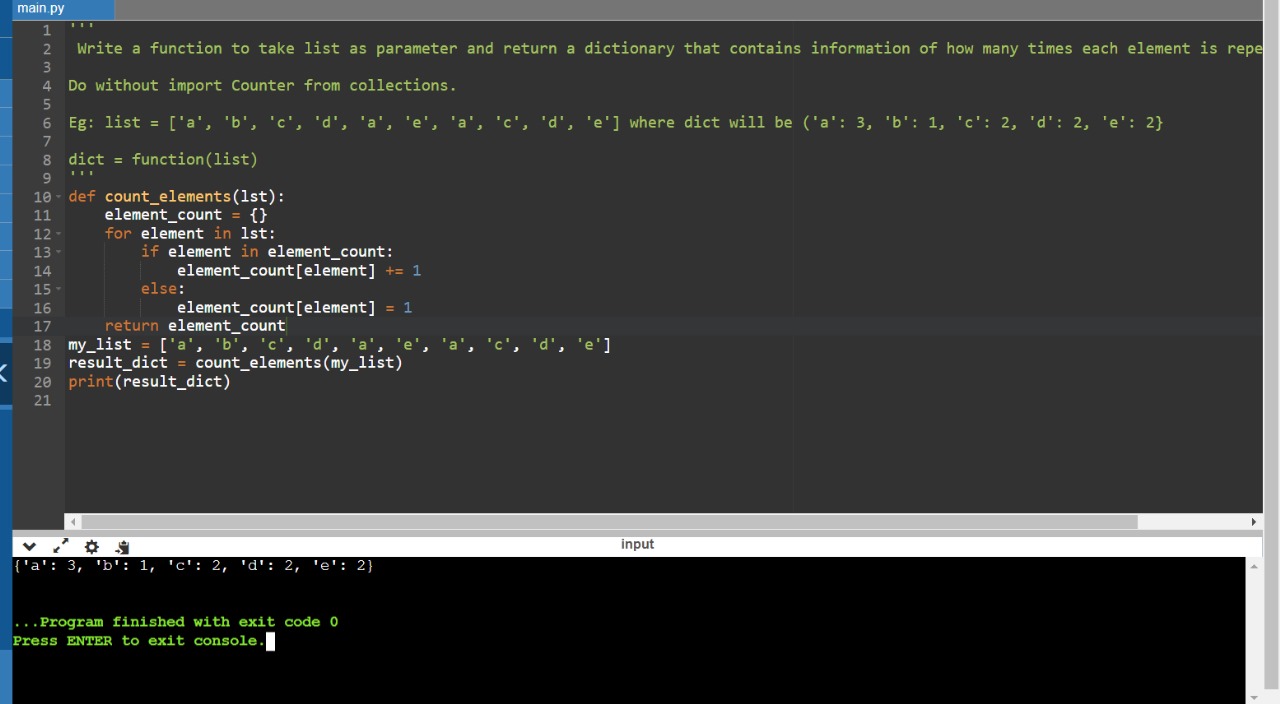 main.py
1 '''
2  Write a function to take list as parameter and return a dictionary that contains information of how many times each element is repe
3
4 Do without import Counter from collections.
5
6 Eg: list = ['a', 'b', 'c', 'd', 'a', 'e', 'a', 'c', 'd', 'e'] where dict will be ('a': 3, 'b': 1, 'c': 2, 'd': 2, 'e': 2}
7
8 dict = function(list)
9 '''
10 def count_elements(lst):
11     element_count = {}
12     for element in lst:
13         if element in element_count:
14             element_count[element] += 1
15         else:
16             element_count[element] = 1
17     return element_count
18 my_list = ['a', 'b', 'c', 'd', 'a', 'e', 'a', 'c', 'd', 'e']
19 result_dict = count_elements(my_list)
20 print(result_dict)
21
input
{'a': 3, 'b': 1, 'c': 2, 'd': 2, 'e': 2}
...Program finished with exit code 0
Press ENTER to exit console.